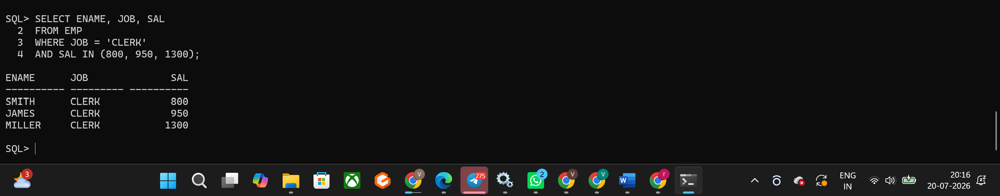 SQL> SELECT ENAME, JOB, SAL
  2  FROM EMP
  3  WHERE JOB = 'CLERK'
  4  AND SAL IN (800, 950, 1300);

ENAME      JOB              SAL
---------- --------- ----------
SMITH      CLERK            800
JAMES      CLERK            950
MILLER     CLERK           1300

SQL>
3
V
275
2
V
V
W
r
ENG
IN
20:16
20-07-2026